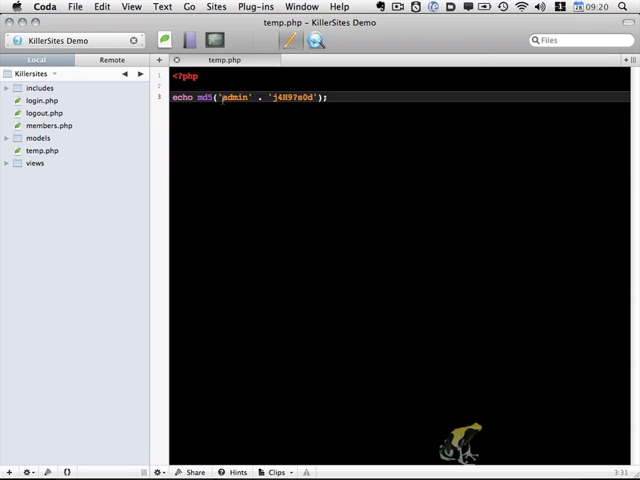 Coda File Edit View Text Sites Plug-ins Window Help 09:20
temp.php — KillerSites Demo
KillerSites Demo
Files
Local Remote temp.php
Killersites
includes
login.php
logout.php
members.php
models
temp.php
views
1 <?php
2
3 echo md5('admin' . 'j4H9?s0d');
Share Hints Clips 3:31